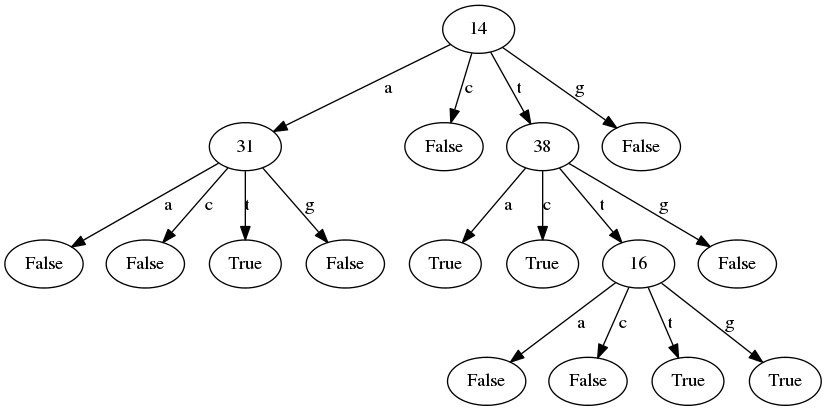 14
a c t g
31 False 38 False
a c t g a c t g
False False True False True True 16 False
a c t g
False False True True